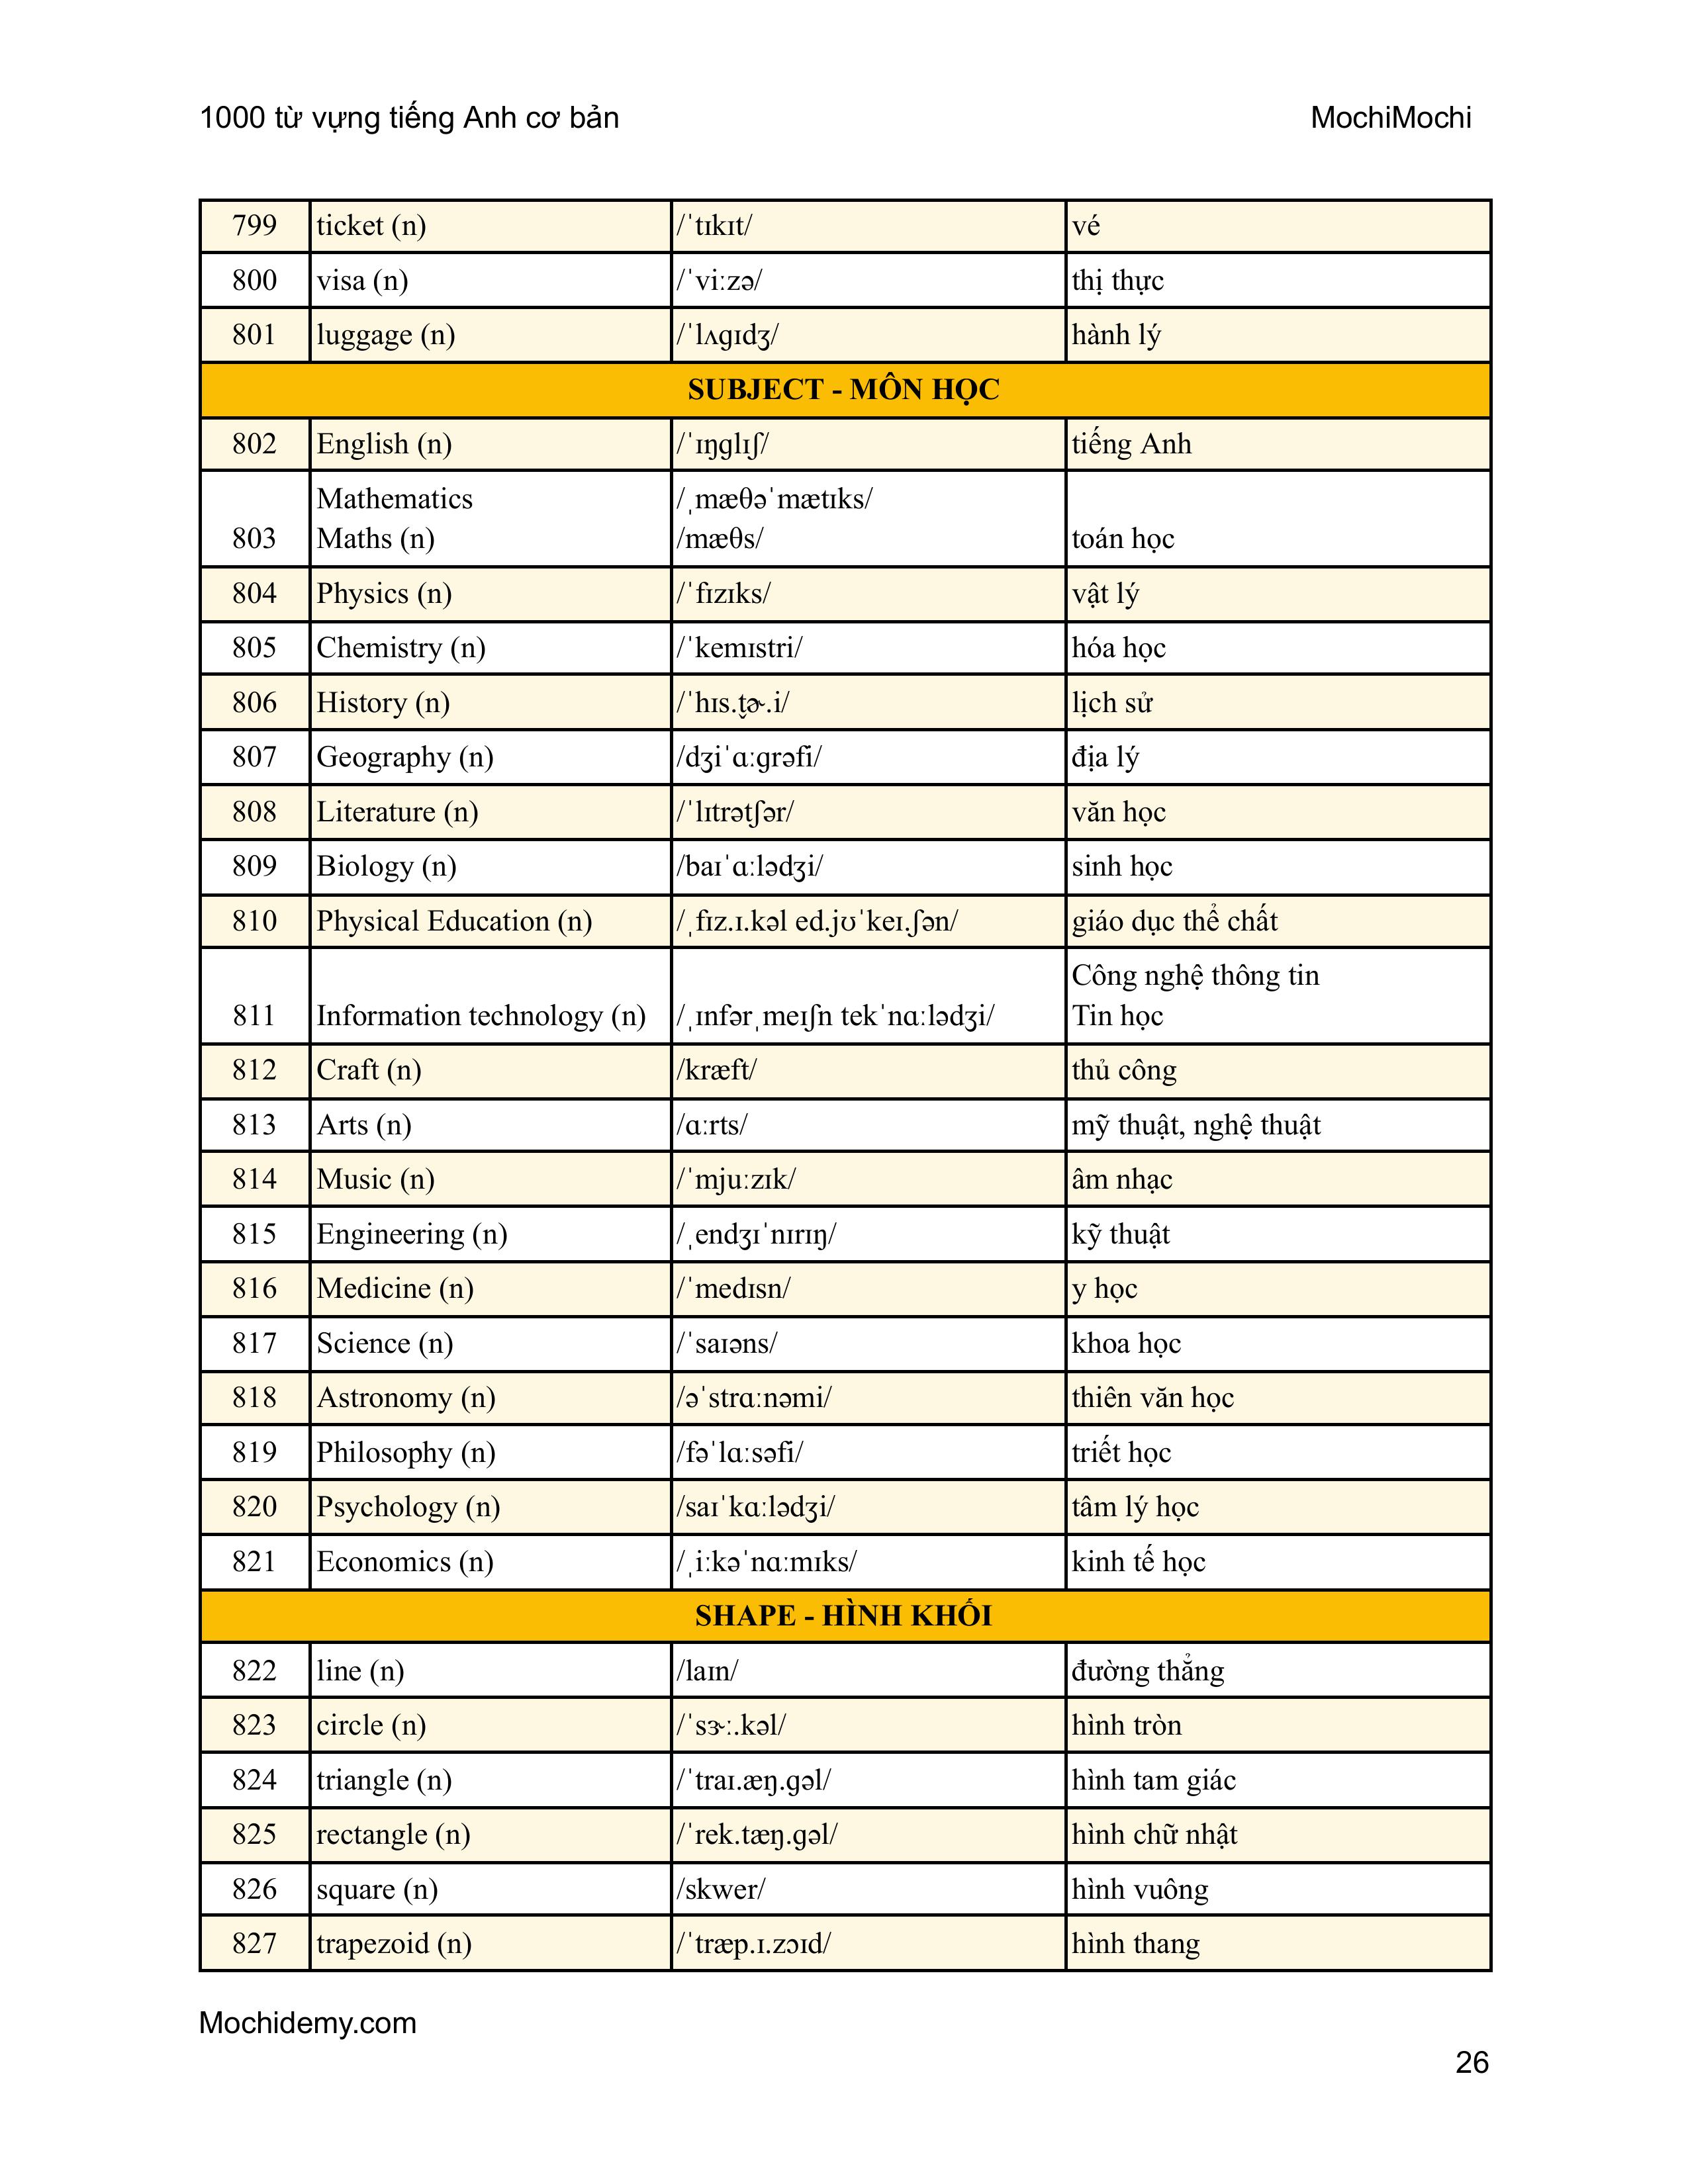 1000 từ vựng tiếng Anh cơ bản MochiMochi
799 ticket (n) /ˈtɪkɪt/ vé
800 visa (n) /ˈviːzə/ thị thực
801 luggage (n) /ˈlʌɡɪdʒ/ hành lý
SUBJECT - MÔN HỌC
802 English (n) /ˈɪŋɡlɪʃ/ tiếng Anh
Mathematics /ˌmæθəˈmætɪks/
803 Maths (n) /mæθs/ toán học
804 Physics (n) /ˈfɪzɪks/ vật lý
805 Chemistry (n) /ˈkemɪstri/ hóa học
806 History (n) /ˈhɪs.t̬ɚ.i/ lịch sử
807 Geography (n) /dʒiˈɑːɡrəfi/ địa lý
808 Literature (n) /ˈlɪtrətʃər/ văn học
809 Biology (n) /baɪˈɑːlədʒi/ sinh học
810 Physical Education (n) /ˌfɪz.ɪ.kəl ed.jʊˈkeɪ.ʃən/ giáo dục thể chất
Công nghệ thông tin
811 Information technology (n) /ˌɪnfərˌmeɪʃn tekˈnɑːlədʒi/ Tin học
812 Craft (n) /kræft/ thủ công
813 Arts (n) /ɑːrts/ mỹ thuật, nghệ thuật
814 Music (n) /ˈmjuːzɪk/ âm nhạc
815 Engineering (n) /ˌendʒɪˈnɪrɪŋ/ kỹ thuật
816 Medicine (n) /ˈmedɪsn/ y học
817 Science (n) /ˈsaɪəns/ khoa học
818 Astronomy (n) /əˈstrɑːnəmi/ thiên văn học
819 Philosophy (n) /fəˈlɑːsəfi/ triết học
820 Psychology (n) /saɪˈkɑːlədʒi/ tâm lý học
821 Economics (n) /ˌiːkəˈnɑːmɪks/ kinh tế học
SHAPE - HÌNH KHỐI
822 line (n) /laɪn/ đường thẳng
823 circle (n) /ˈsɝː.kəl/ hình tròn
824 triangle (n) /ˈtraɪ.æŋ.ɡəl/ hình tam giác
825 rectangle (n) /ˈrek.tæŋ.ɡəl/ hình chữ nhật
826 square (n) /skwer/ hình vuông
827 trapezoid (n) /ˈtræp.ɪ.zɔɪd/ hình thang
Mochidemy.com
26